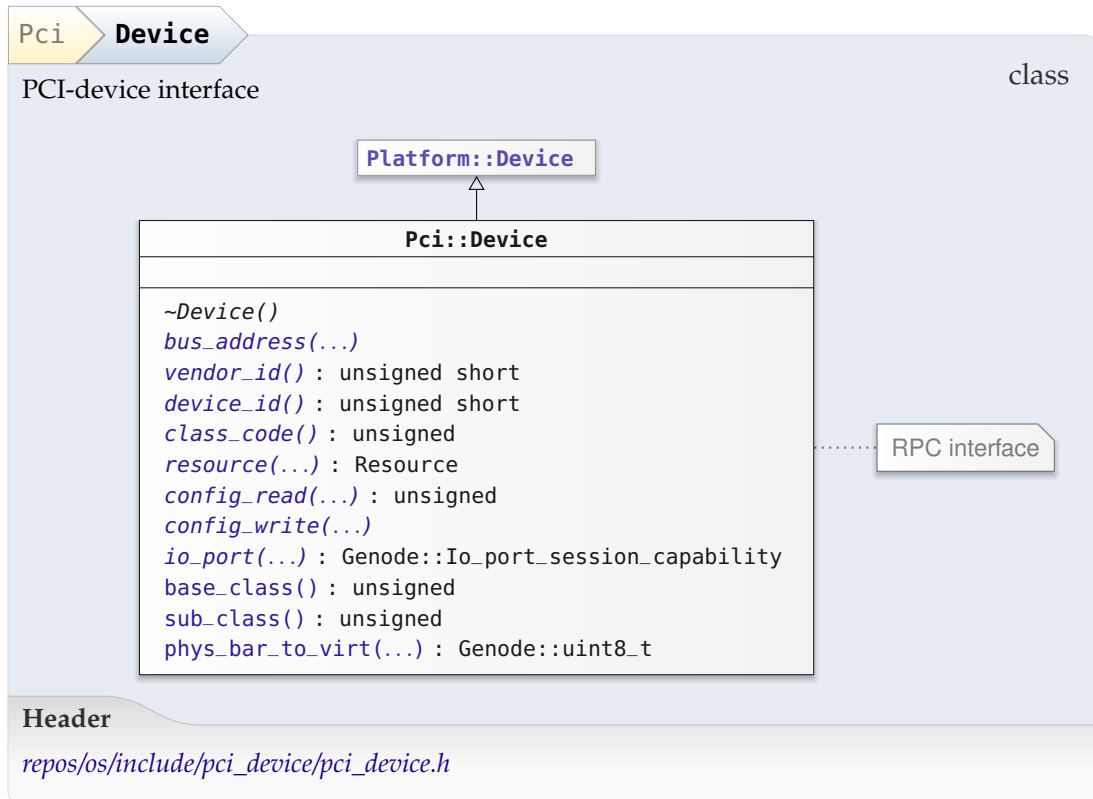 Pci Device
class
PCI-device interface
Platform::Device
Pci::Device
~Device()
bus_address(...)
vendor_id() : unsigned short
device_id() : unsigned short
class_code() : unsigned
resource(...) : Resource
config_read(...) : unsigned
config_write(...)
io_port(...) : Genode::Io_port_session_capability
base_class() : unsigned
sub_class() : unsigned
phys_bar_to_virt(...) : Genode::uint8_t
RPC interface
Header
repos/os/include/pci_device/pci_device.h